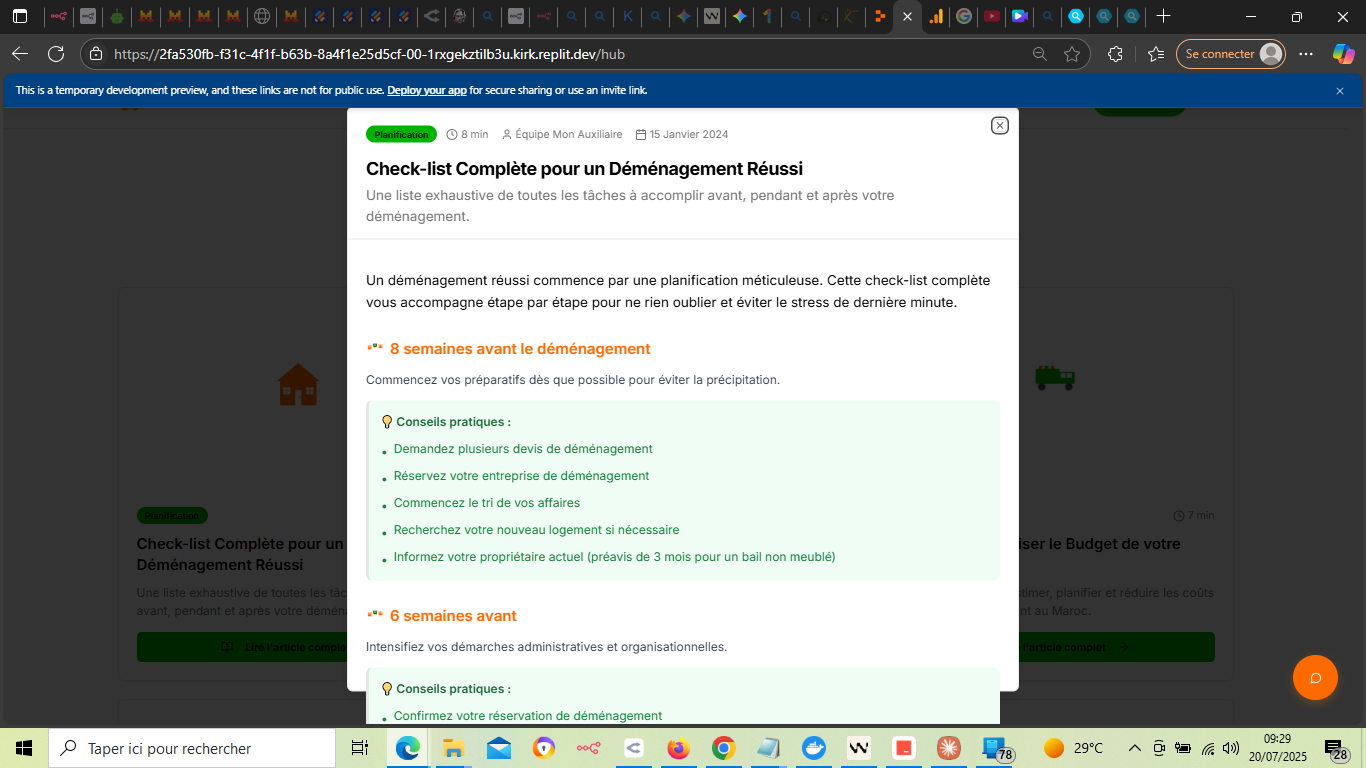 https://2fa530fb-f31c-4f1f-b63b-8a4f1e25d5cf-00-1rxgekztilb3u.kirk.replit.dev/hub
Se connecter
This is a temporary development preview, and these links are not for public use. Deploy your app for secure sharing or use an invite link.
Planification 8 min Équipe Mon Auxiliaire 15 Janvier 2024
Check-list Complète pour un Déménagement Réussi
Une liste exhaustive de toutes les tâches à accomplir avant, pendant et après votre
déménagement.
Un déménagement réussi commence par une planification méticuleuse. Cette check-list complète
vous accompagne étape par étape pour ne rien oublier et éviter le stress de dernière minute.
8 semaines avant le déménagement
Commencez vos préparatifs dès que possible pour éviter la précipitation.
Conseils pratiques :
• Demandez plusieurs devis de déménagement
• Réservez votre entreprise de déménagement
• Commencez le tri de vos affaires
• Recherchez votre nouveau logement si nécessaire
• Informez votre propriétaire actuel (préavis de 3 mois pour un bail non meublé)
6 semaines avant
Intensifiez vos démarches administratives et organisationnelles.
Conseils pratiques :
• Confirmez votre réservation de déménagement
Planification
Check-list Complète pour un
Déménagement Réussi
Une liste exhaustive de toutes les
avant, pendant et après votre
Lire l'article
7 min
le Budget de votre
planifier et réduire les coûts
au Maroc.
complet
Taper ici pour rechercher
78
29°C
09:29
20/07/2025
28